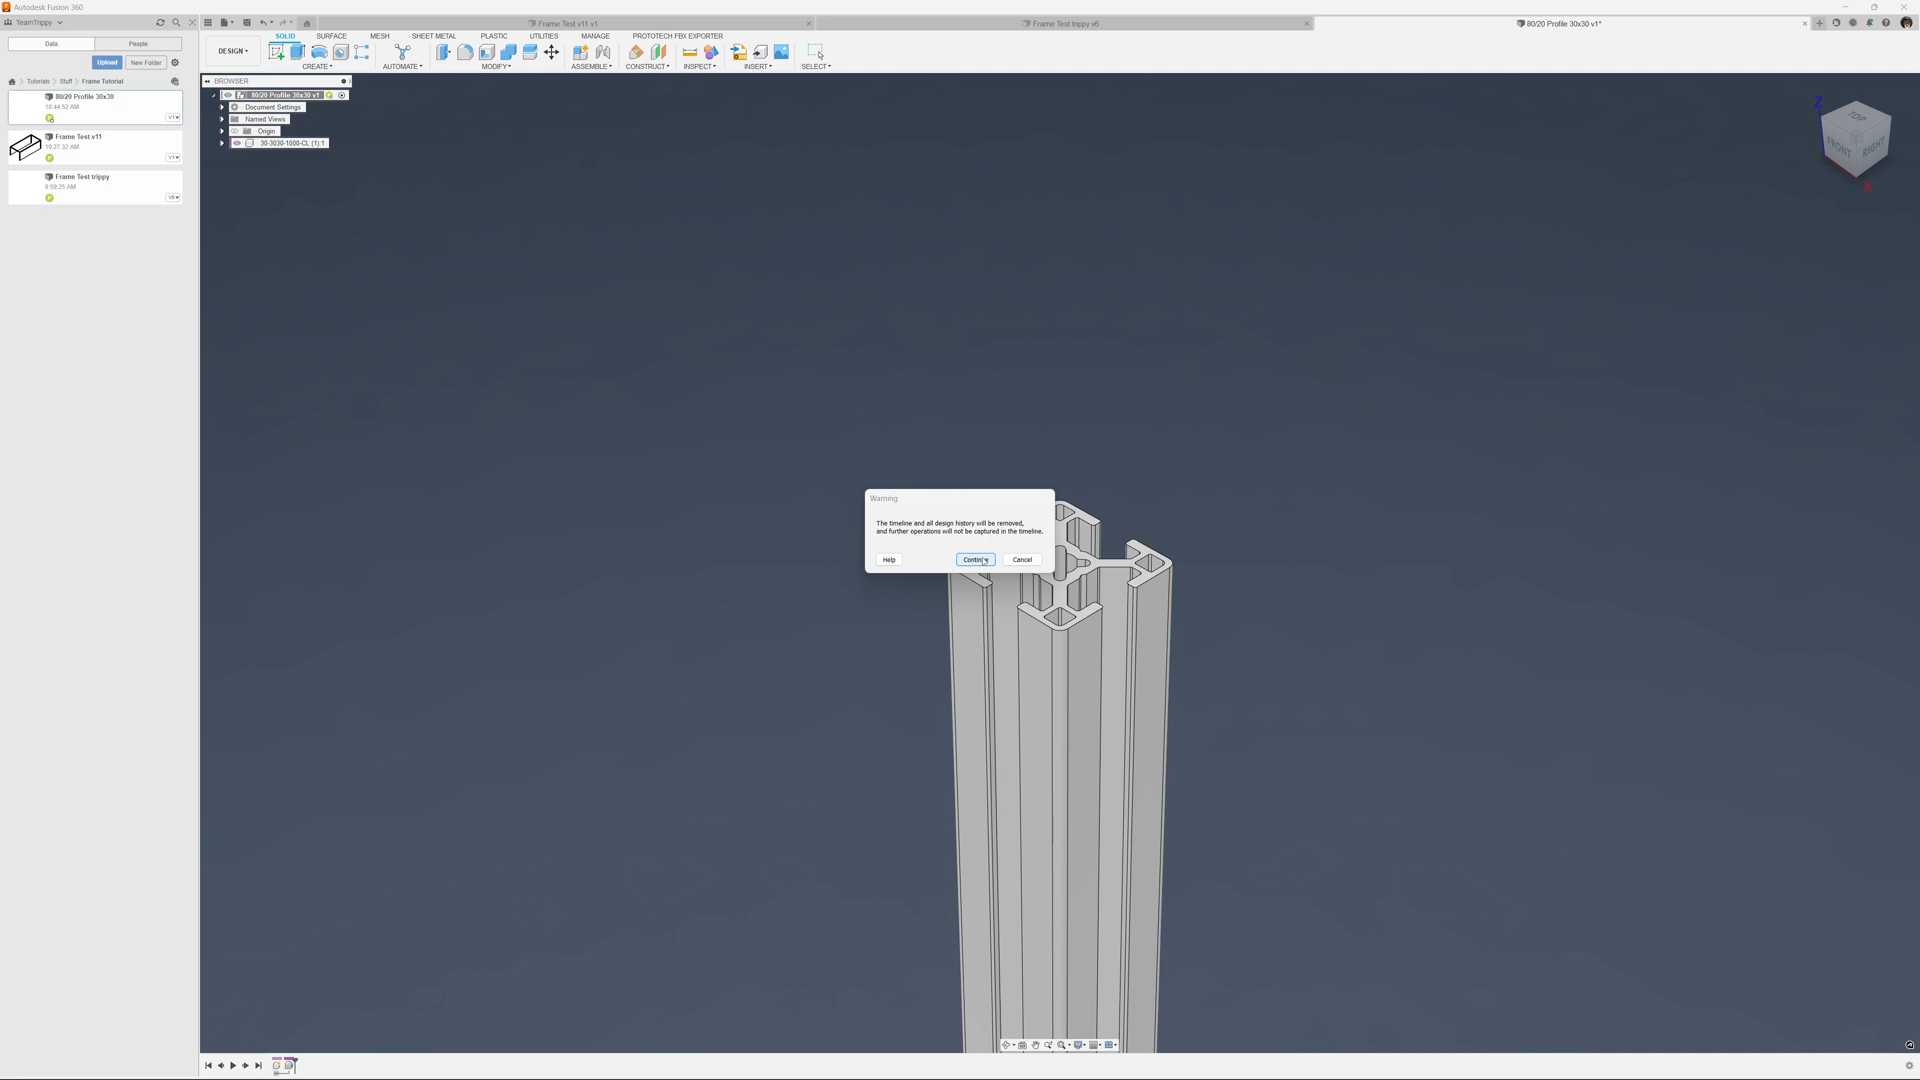 Autodesk Fusion 360
TeamTrippy
Frame Test v11 v1
Frame Test trippy v6
80/20 Profile 30x30 v1*
Data
People
Upload
New Folder
Tutorials > Stuff > Frame Tutorial
80/20 Profile 30x30
10:44:52 AM
V1
Frame Test v11
10:27:32 AM
V1
Frame Test trippy
9:59:25 AM
V6
DESIGN
SOLID
SURFACE
MESH
SHEET METAL
PLASTIC
UTILITIES
MANAGE
PROTOTECH FBX EXPORTER
CREATE
AUTOMATE
MODIFY
ASSEMBLE
CONSTRUCT
INSPECT
INSERT
SELECT
BROWSER
80/20 Profile 30x30 v1
Document Settings
Named Views
Origin
30-3030-1000-CL (1):1
Z
TOP
FRONT
RIGHT
X
Warning
The timeline and all design history will be removed,
and further operations will not be captured in the timeline.
Help
Continue
Cancel